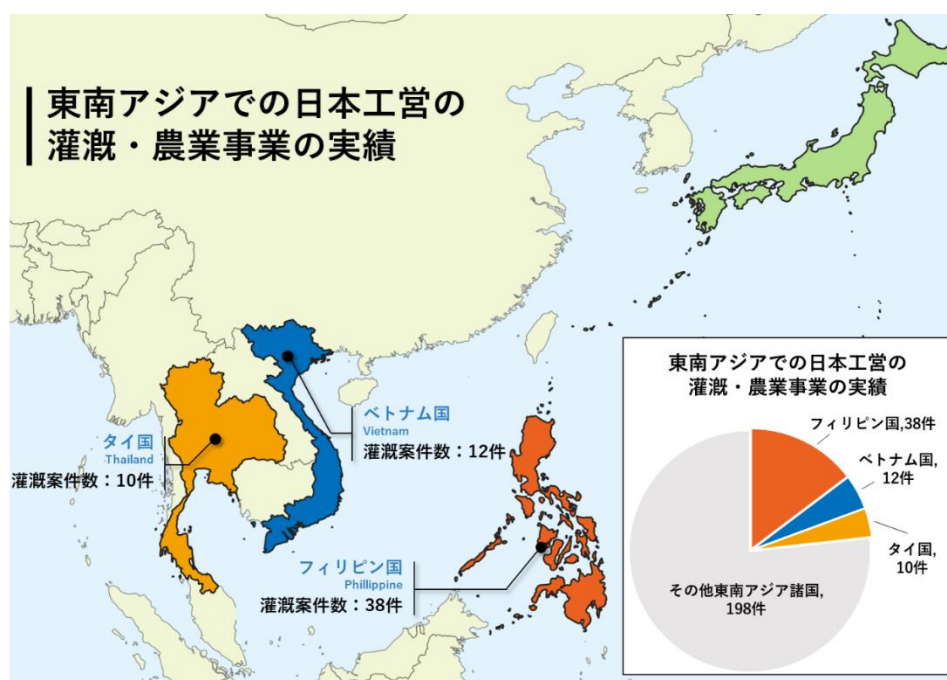 東南アジアでの日本工営の
灌漑・農業事業の実績
ベトナム国
Vietnam
灌漑案件数：12件
タイ国
Thailand
灌漑案件数：10件
フィリピン国
Phillippine
灌漑案件数：38件
東南アジアでの日本工営の
灌漑・農業事業の実績
フィリピン国,38件
ベトナム国,
12件
タイ国,
10件
その他東南アジア諸国,
198件